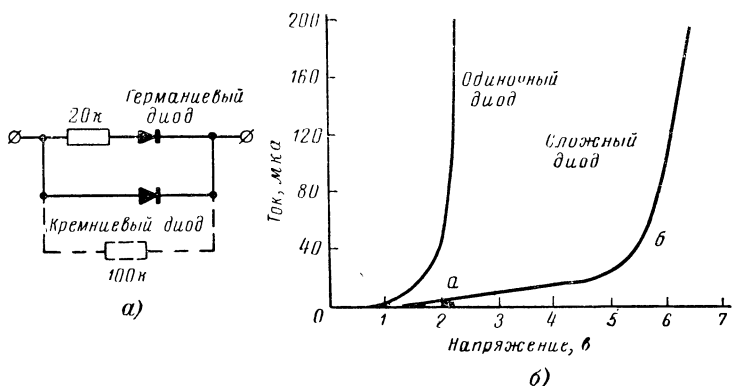 Германиевый
диод
20к
Кремниевый диод
100к
а)
Ток, мка
200
160
120
80
40
0
1
2
3
4
5
6
7
Одиночный
диод
Сложный
диод
а
б
Напряжение, в
б)